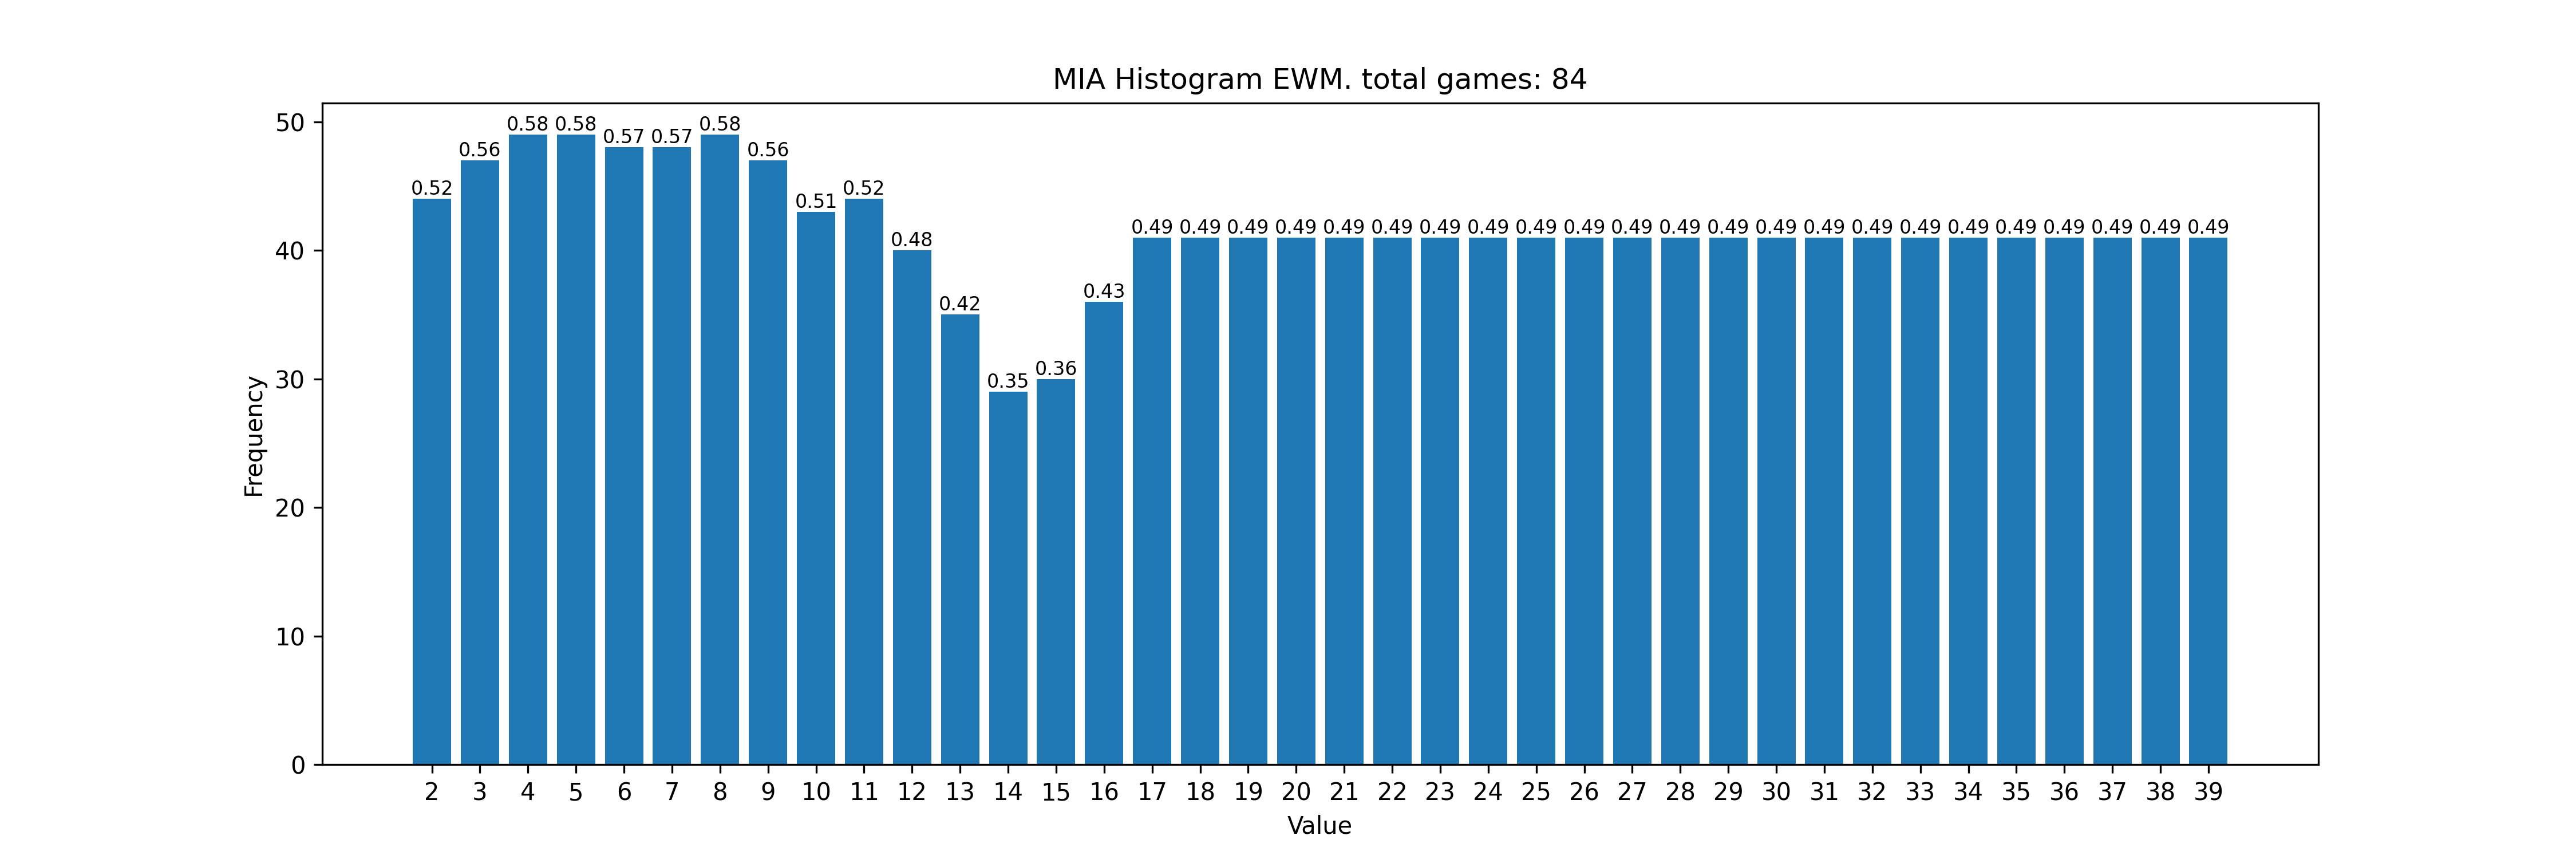 MIA Histogram EWM. total games: 84
50
40
30
20
10
0
Frequency
0.52 0.56 0.58 0.58 0.57 0.57 0.58 0.56 0.51 0.52 0.48 0.42 0.35 0.36 0.43 0.49 0.49 0.49 0.49 0.49 0.49 0.49 0.49 0.49 0.49 0.49 0.49 0.49 0.49 0.49 0.49 0.49 0.49 0.49 0.49 0.49 0.49 0.49
2 3 4 5 6 7 8 9 10 11 12 13 14 15 16 17 18 19 20 21 22 23 24 25 26 27 28 29 30 31 32 33 34 35 36 37 38 39
Value